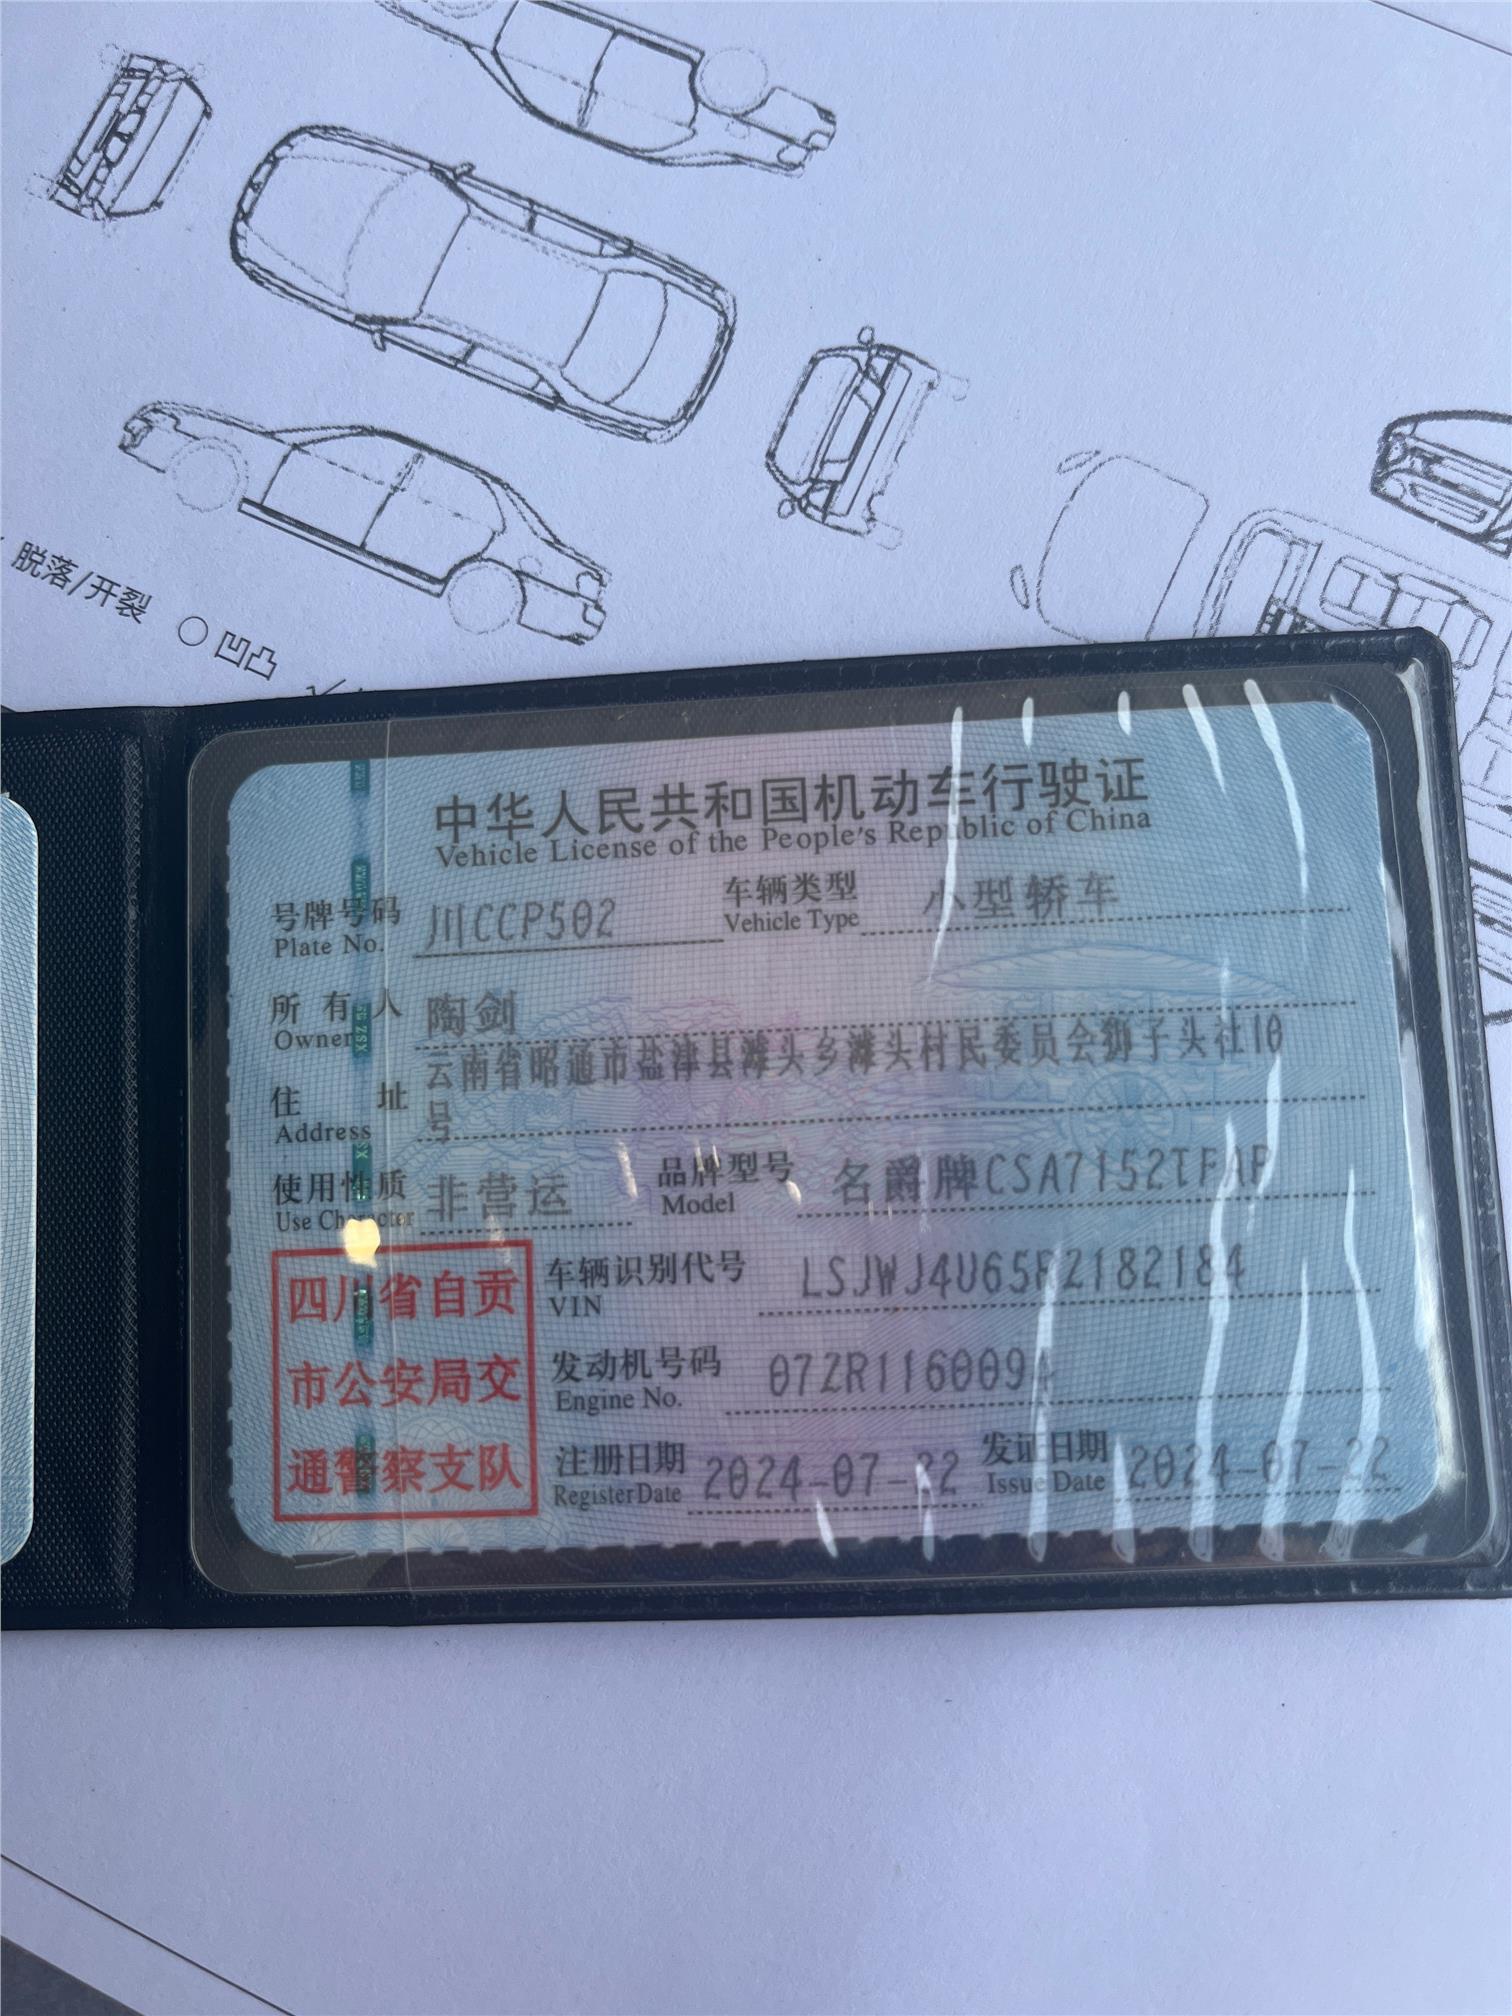 脱落/开裂 ○ 凹凸
中华人民共和国机动车行驶证
Vehicle License of the People's Republic of China
号牌号码 川CCP502 车辆类型 小型轿车
Plate No. Vehicle Type
所有人 陶剑
Owner
住址 云南省昭通市盐津县滩头乡滩头村民委员会狮子头社10
号
Address
使用性质 非营运 品牌型号 名爵牌CSA7152TFAP
Use Character Model
四川省自贡
市公安局交
通警察支队
车辆识别代号 LSJWJ4U65R2182184
VIN
发动机号码 07ZR116009A
Engine No.
注册日期 2024-07-22 发证日期 2024-07-22
Register Date Issue Date